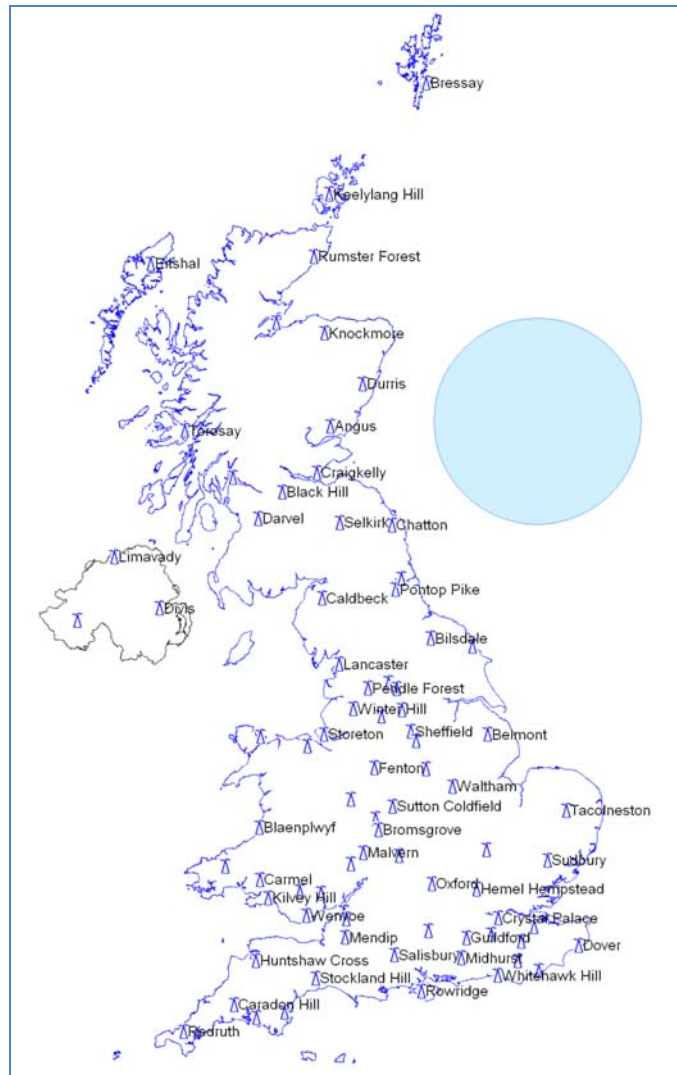 Bressay
Keelylang Hill
Rumster Forest
Eitshal
Knockmore
Durris
Angus
Torosay
Craigkelly
Black Hill
Darvel
Selkirk
Chatton
Limavady
Pontop Pike
Caldbeck
Divis
Bilsdale
Lancaster
Pendle Forest
Winter Hill
Storeton
Sheffield
Belmont
Fenton
Waltham
Sutton Coldfield
Tacolneston
Blaenplwyf
Bromsgrove
Malvern
Sudbury
Carmel
Oxford
Hemel Hempstead
Kilvey Hill
Wenvoe
Crystal Palace
Mendip
Guildford
Dover
Huntshaw Cross
Salisbury
Midhurst
Stockland Hill
Whitehawk Hill
Rowridge
Caradon Hill
Redruth